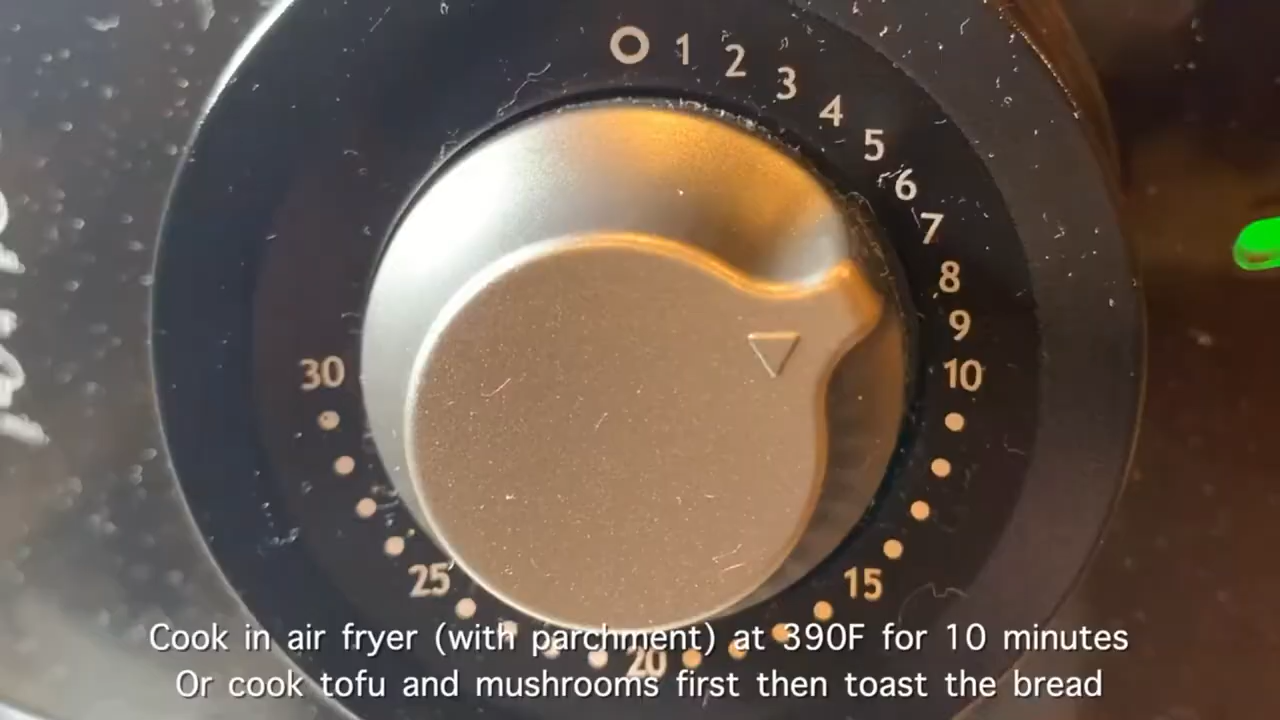 O 1 2 3 4 5 6 7 8 9 10
15
20
25
30
Cook in air fryer (with parchment) at 390F for 10 minutes
Or cook tofu and mushrooms first then toast the bread